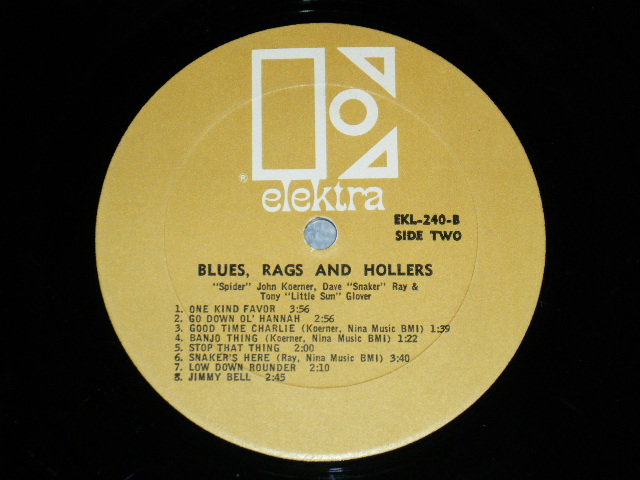 elektra
®
EKL-240-B
SIDE TWO
BLUES, RAGS AND HOLLERS
"Spider" John Koerner, Dave "Snaker" Ray &
Tony "Little Sun" Glover
1. ONE KIND FAVOR 3:56
2. GO DOWN OL' HANNAH 2:56
3. GOOD TIME CHARLIE (Koerner, Nina Music BMI) 1:39
4. BANJO THING (Koerner, Nina Music BMI) 1:22
5. STOP THAT THING 2:00
6. SNAKER'S HERE (Ray, Nina Music BMI) 3:40
7. LOW DOWN ROUNDER 2:10
8. JIMMY BELL 2:45